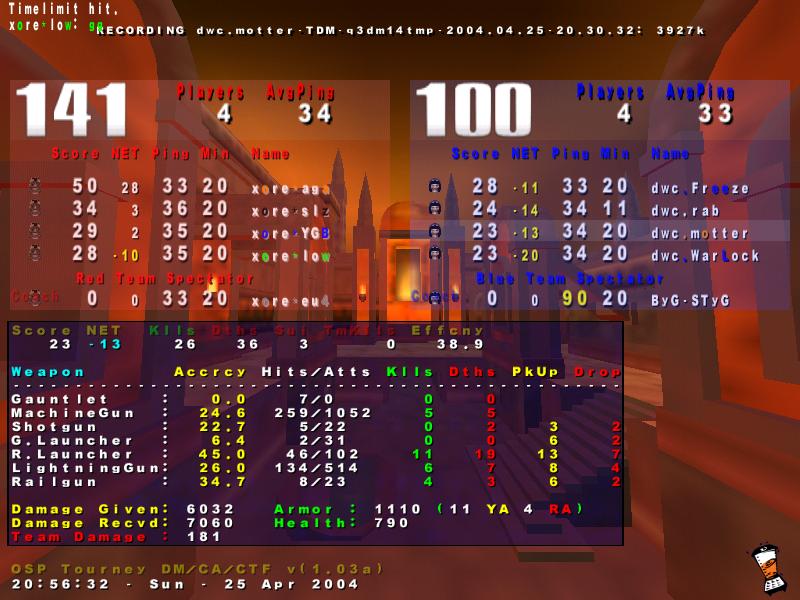 Timelimit hit.
xore*low: gg
RECORDING dwc.motter-TDM-q3dm14tmp-2004.04.25-20.30.32: 3927k
141 Players AvgPing
4 34
Score NET Ping Min Name
50 28 33 20 xore*aga
34 3 36 20 xore*slz
29 2 35 20 xore*YGB
28 -10 35 20 xore*low
Red Team Spectator
Coach 0 0 33 20 xore*eu4
100 Players AvgPing
4 33
Score NET Ping Min Name
28 -11 33 20 dwc.Freeze
24 -14 34 11 dwc.rab
23 -13 34 20 dwc.motter
23 -20 34 20 dwc.WarLock
Blue Team Spectator
Coach 0 0 90 20 ByG-STyG
Score NET Klls Dths Sui TmKls Effcny
23 -13 26 36 3 0 38.9
Weapon Accrcy Hits/Atts Klls Dths PkUp Drop
Gauntlet : 0.0 7/0 0 0
MachineGun : 24.6 259/1052 5 5
Shotgun : 22.7 5/22 0 2 3 2
G.Launcher : 6.4 2/31 0 0 6 2
R.Launcher : 45.0 46/102 11 19 13 7
LightningGun: 26.0 134/514 6 7 8 4
Railgun : 34.7 8/23 4 3 6 2
Damage Given: 6032 Armor : 1110 (11 YA 4 RA)
Damage Recvd: 7060 Health: 790
Team Damage : 181
OSP Tourney DM/CA/CTF v(1.03a)
20:56:32 - Sun - 25 Apr 2004